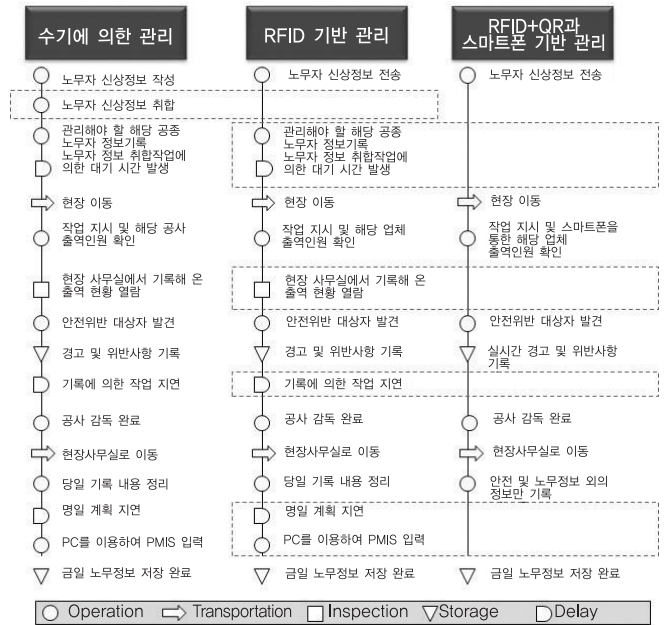 수기에 의한 관리
노무자 신상정보 작성
노무자 신상정보 취합
관리해야 할 해당 공종
노무자 정보기록
노무자 정보 취합작업에
의한 대기 시간 발생
현장 이동
작업 지시 및 해당 공사
출역인원 확인
현장 사무실에서 기록해 온
출역 현황 열람
안전위반 대상자 발견
경고 및 위반사항 기록
기록에 의한 작업 지연
공사 감독 완료
현장사무실로 이동
당일 기록 내용 정리
명일 계획 지연
PC를 이용하여 PMIS 입력
금일 노무정보 저장 완료
RFID 기반 관리
노무자 신상정보 전송
관리해야 할 해당 공종
노무자 정보기록
노무자 정보 취합작업에
의한 대기 시간 발생
현장 이동
작업 지시 및 해당 업체
출역인원 확인
현장 사무실에서 기록해 온
출역 현황 열람
안전위반 대상자 발견
경고 및 위반사항 기록
기록에 의한 작업 지연
공사 감독 완료
현장사무실로 이동
당일 기록 내용 정리
명일 계획 지연
PC를 이용하여 PMIS 입력
금일 노무정보 저장 완료
RFID+QR과
스마트폰 기반 관리
노무자 신상정보 전송
현장 이동
작업 지시 및 스마트폰을
통한 해당 업체
출역인원 확인
안전위반 대상자 발견
실시간 경고 및 위반사항
기록
공사 감독 완료
현장사무실로 이동
안전 및 노무정보 외의
정보만 기록
금일 노무정보 저장 완료
Operation Transportation Inspection Storage Delay